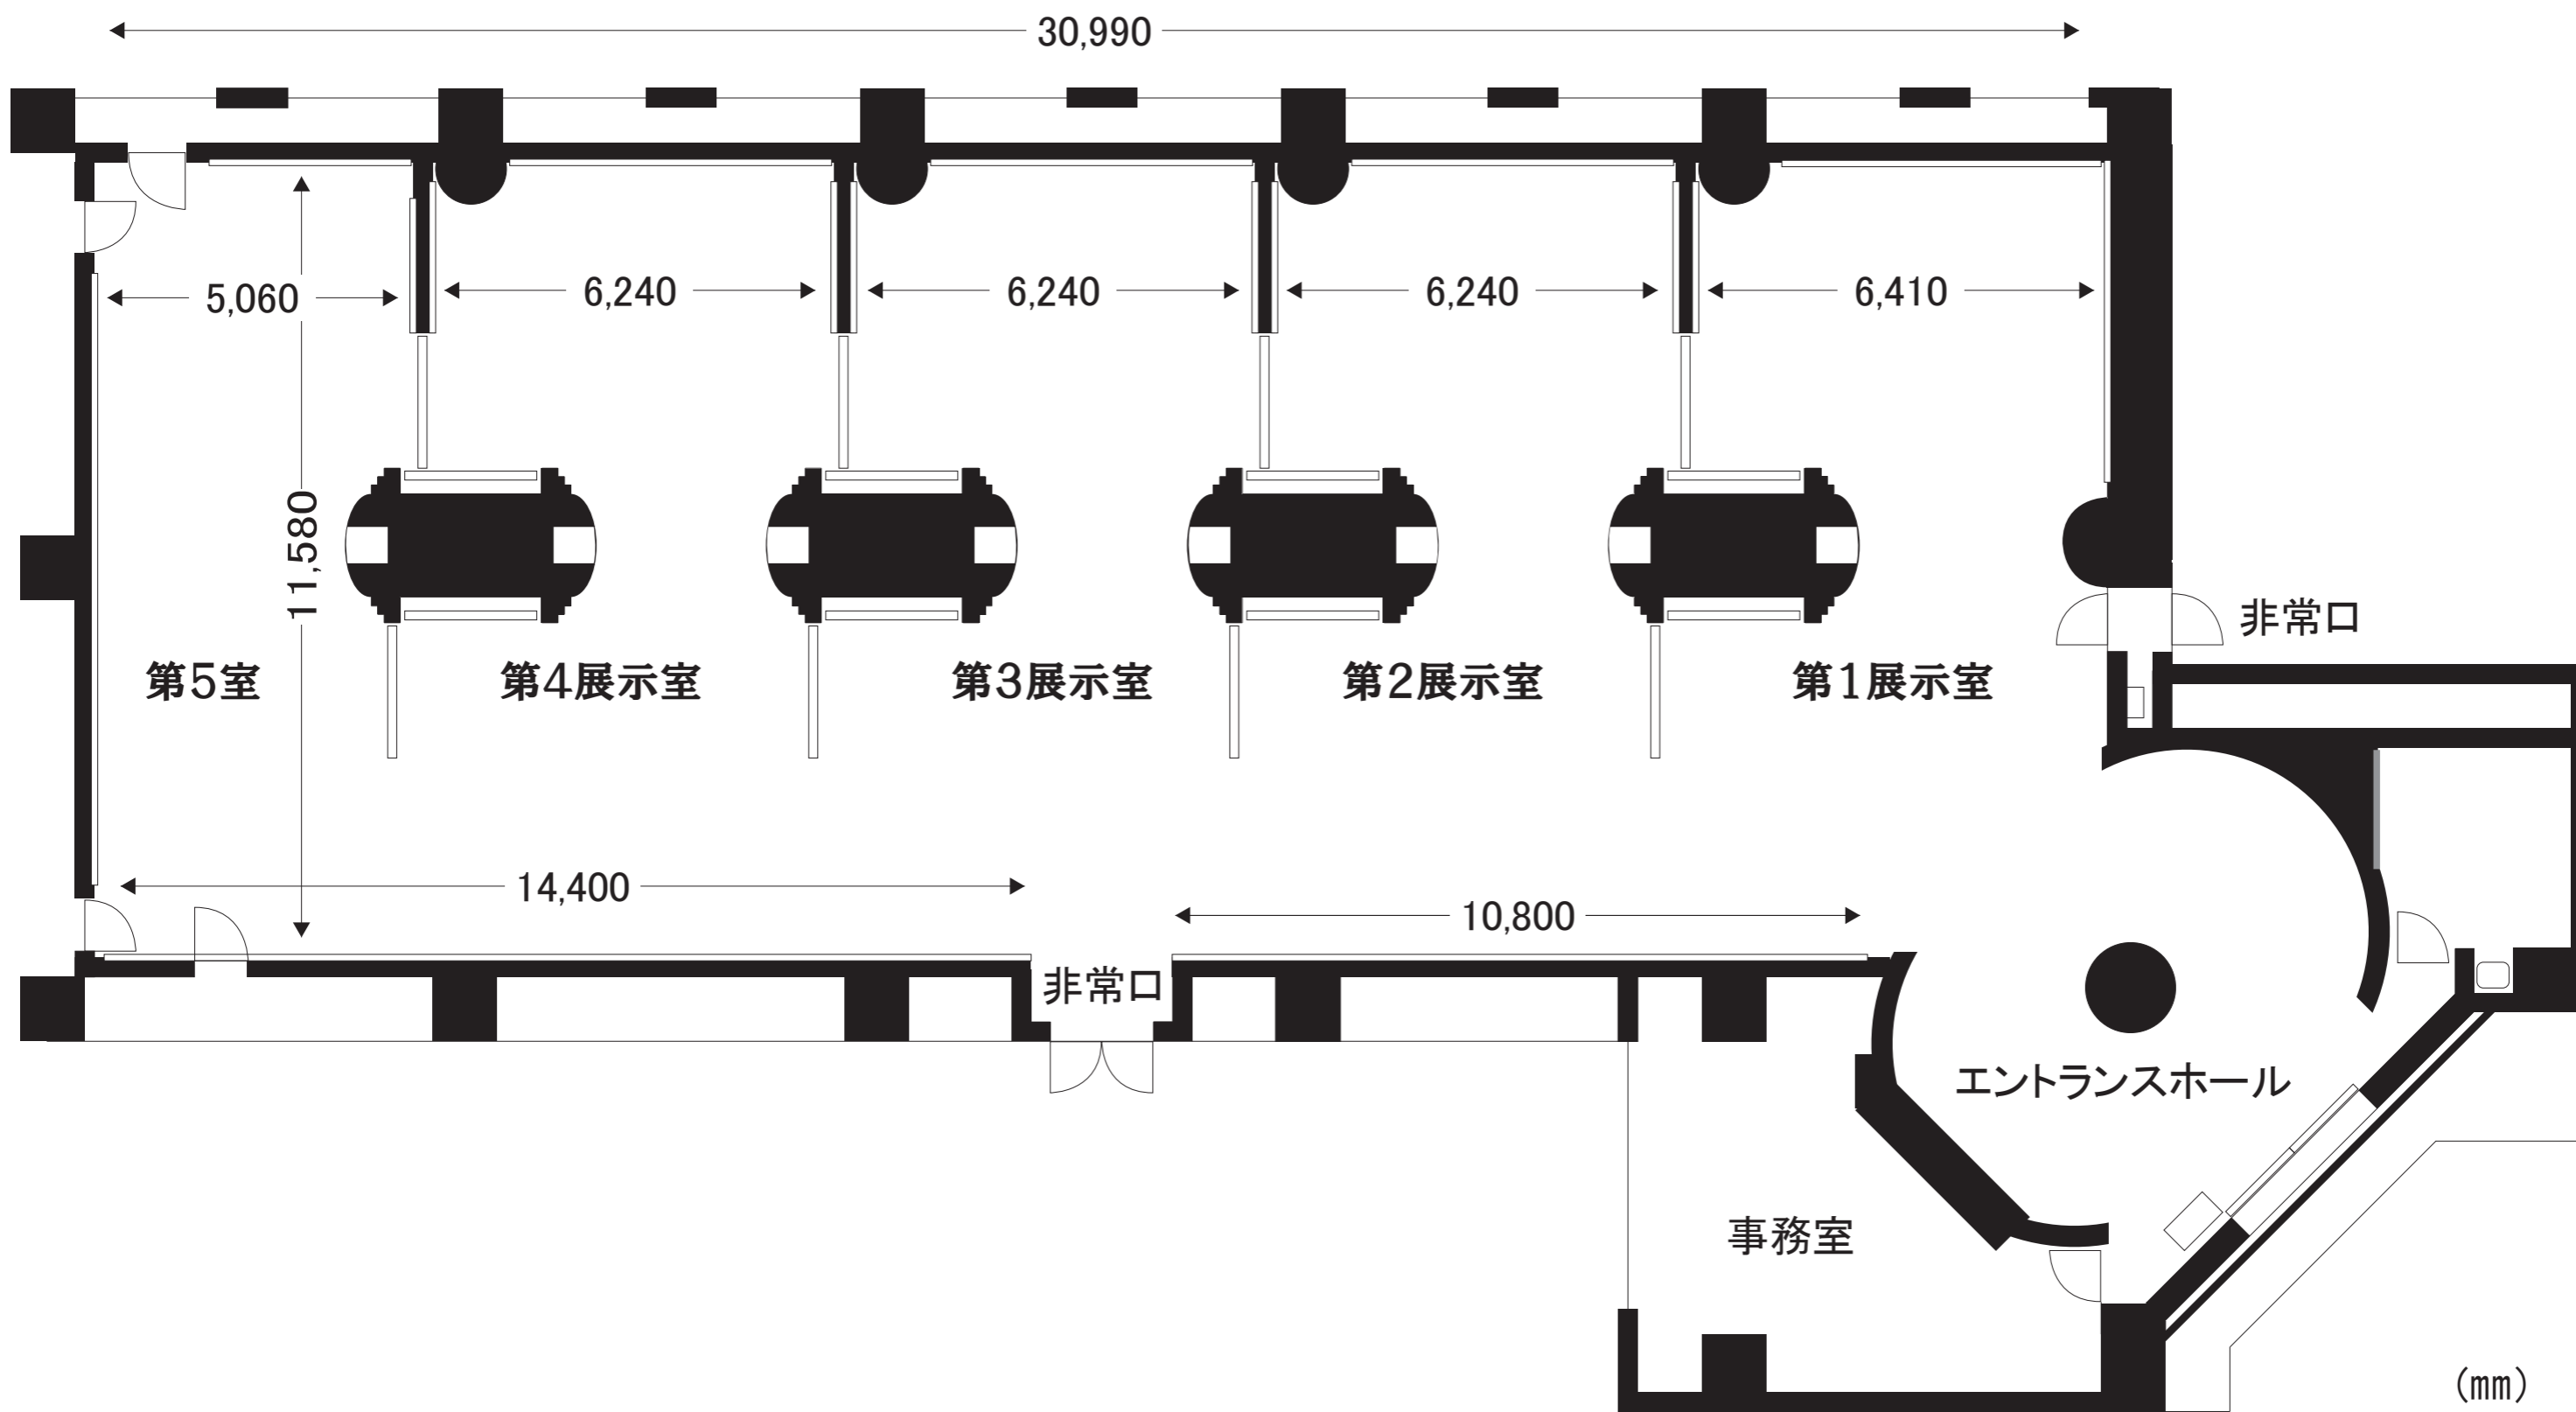 30,990
5,060
6,240
6,240
6,240
6,410
11,580
非常口
第5室
第4展示室
第3展示室
第2展示室
第1展示室
14,400
10,800
非常口
エントランスホール
事務室
(mm)